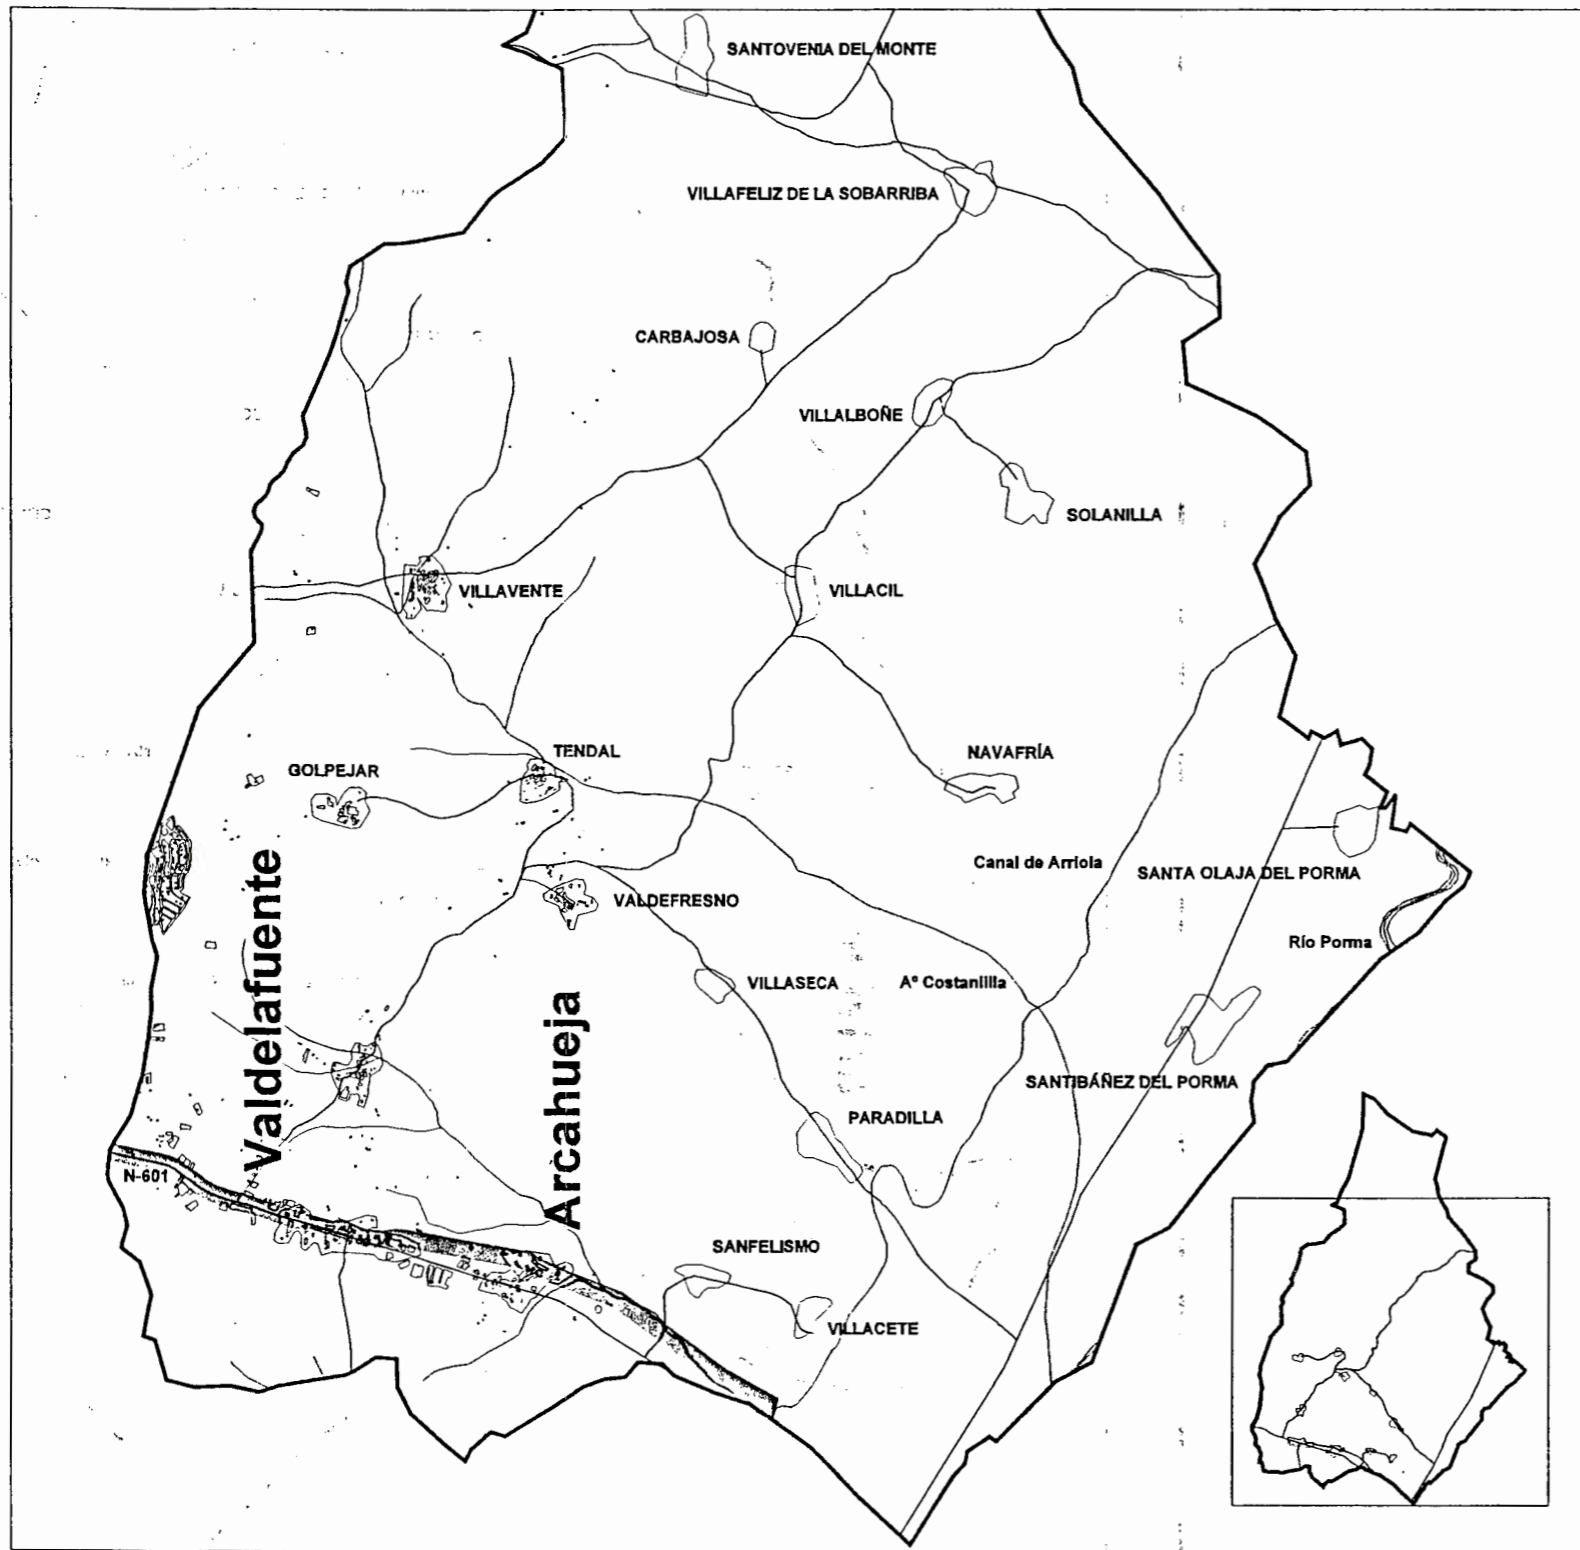 SANTOVENIA DEL MONTE
VILLAFELIZ DE LA SOBARRIBA
CARBAJOSA
VILLALBOÑE
SOLANILLA
VILLAVENTE
VILLACIL
TENDAL
NAVAFRÍA
GOLPEJAR
Canal de Arriola
SANTA OLAJA DEL PORMA
VALDEFRESNO
Río Porma
VILLASECA
Aº Costanillla
Valdelafuente
Arcahueja
SANTIBÁÑEZ DEL PORMA
PARADILLA
N-601
SANFELISMO
VILLACETE